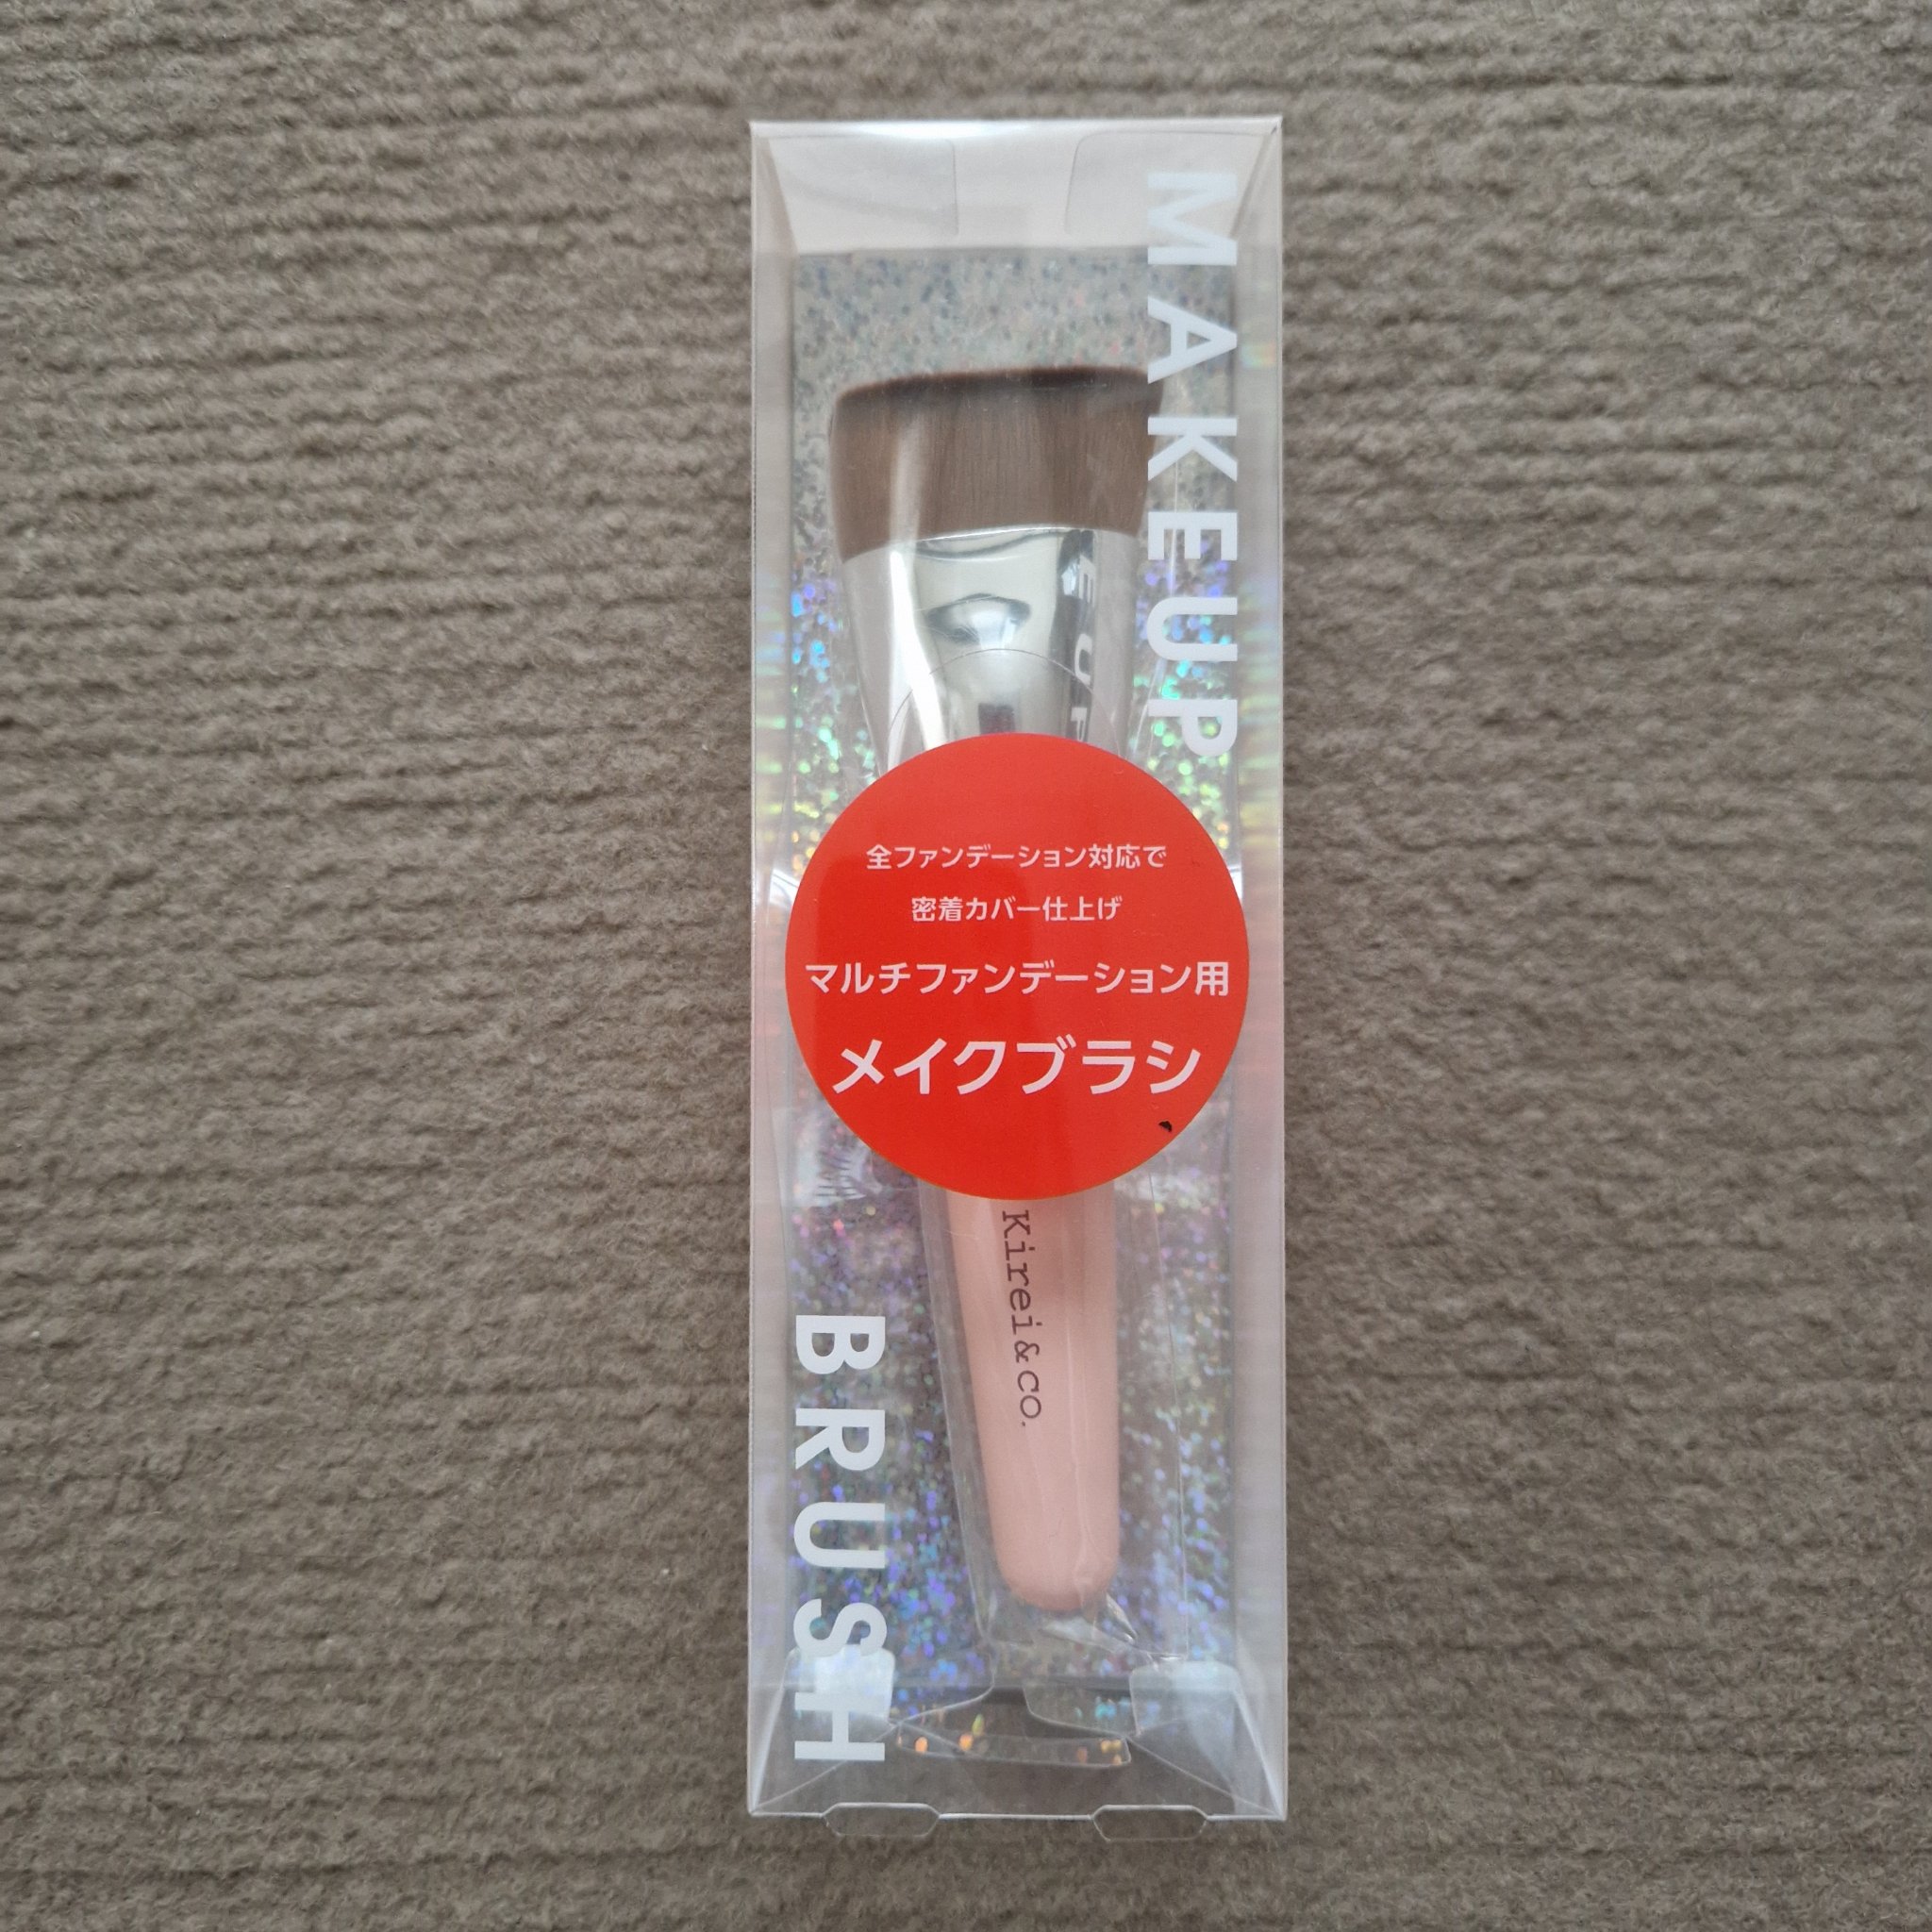 MAKEUP
全ファンデーション対応で
密着カバー仕上げ
マルチファンデーション用
メイクブラシ
Kirei&co.
BRUSH